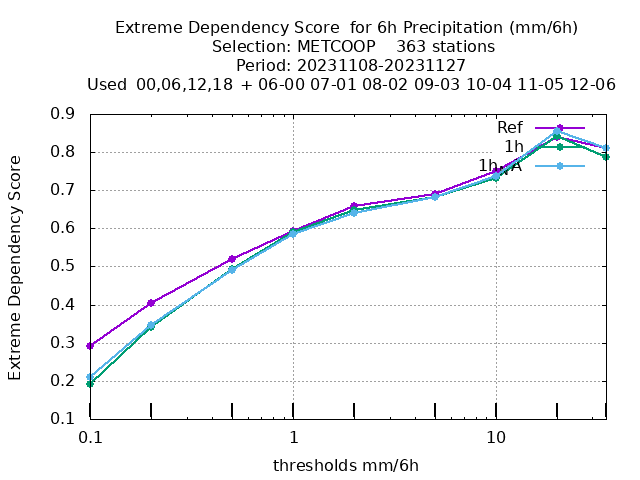 Extreme Dependency Score  for 6h Precipitation (mm/6h)
Selection: METCOOP    363 stations
Period: 20231108-20231127
Used  00,06,12,18  + 06-00 07-01 08-02 09-03 10-04 11-05 12-06
0.9
0.8
0.7
0.6
0.5
0.4
0.3
0.2
0.1
Extreme Dependency Score
Ref
1h
0.1
1
10
thresholds mm/6h